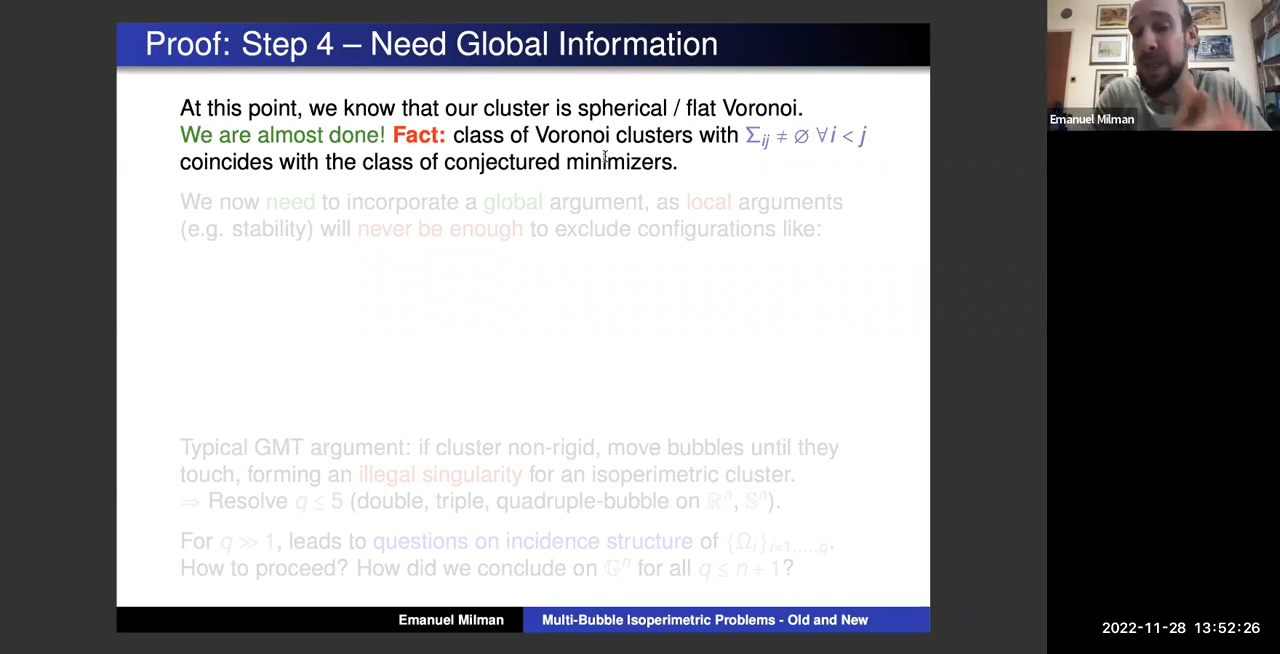 Proof: Step 4 – Need Global Information
At this point, we know that our cluster is spherical / flat Voronoi.
We are almost done! Fact: class of Voronoi clusters with Σij ≠ ∅ ∀i < j
coincides with the class of conjectured minimizers.
We now need to incorporate a global argument, as local arguments
(e.g. stability) will never be enough to exclude configurations like:
Typical GMT argument: if cluster non-rigid, move bubbles until they
touch, forming an illegal singularity for an isoperimetric cluster.
⇒ Resolve q ≤ 5 (double, triple, quadruple-bubble on ℝⁿ, 𝕊ⁿ).
For q ≫ 1, leads to questions on incidence structure of {Ωi}i=1,...,q.
How to proceed? How did we conclude on 𝔾ⁿ for all q ≤ n + 1?
Emanuel Milman
Multi-Bubble Isoperimetric Problems - Old and New
Emanuel Milman
2022-11-28 13:52:26